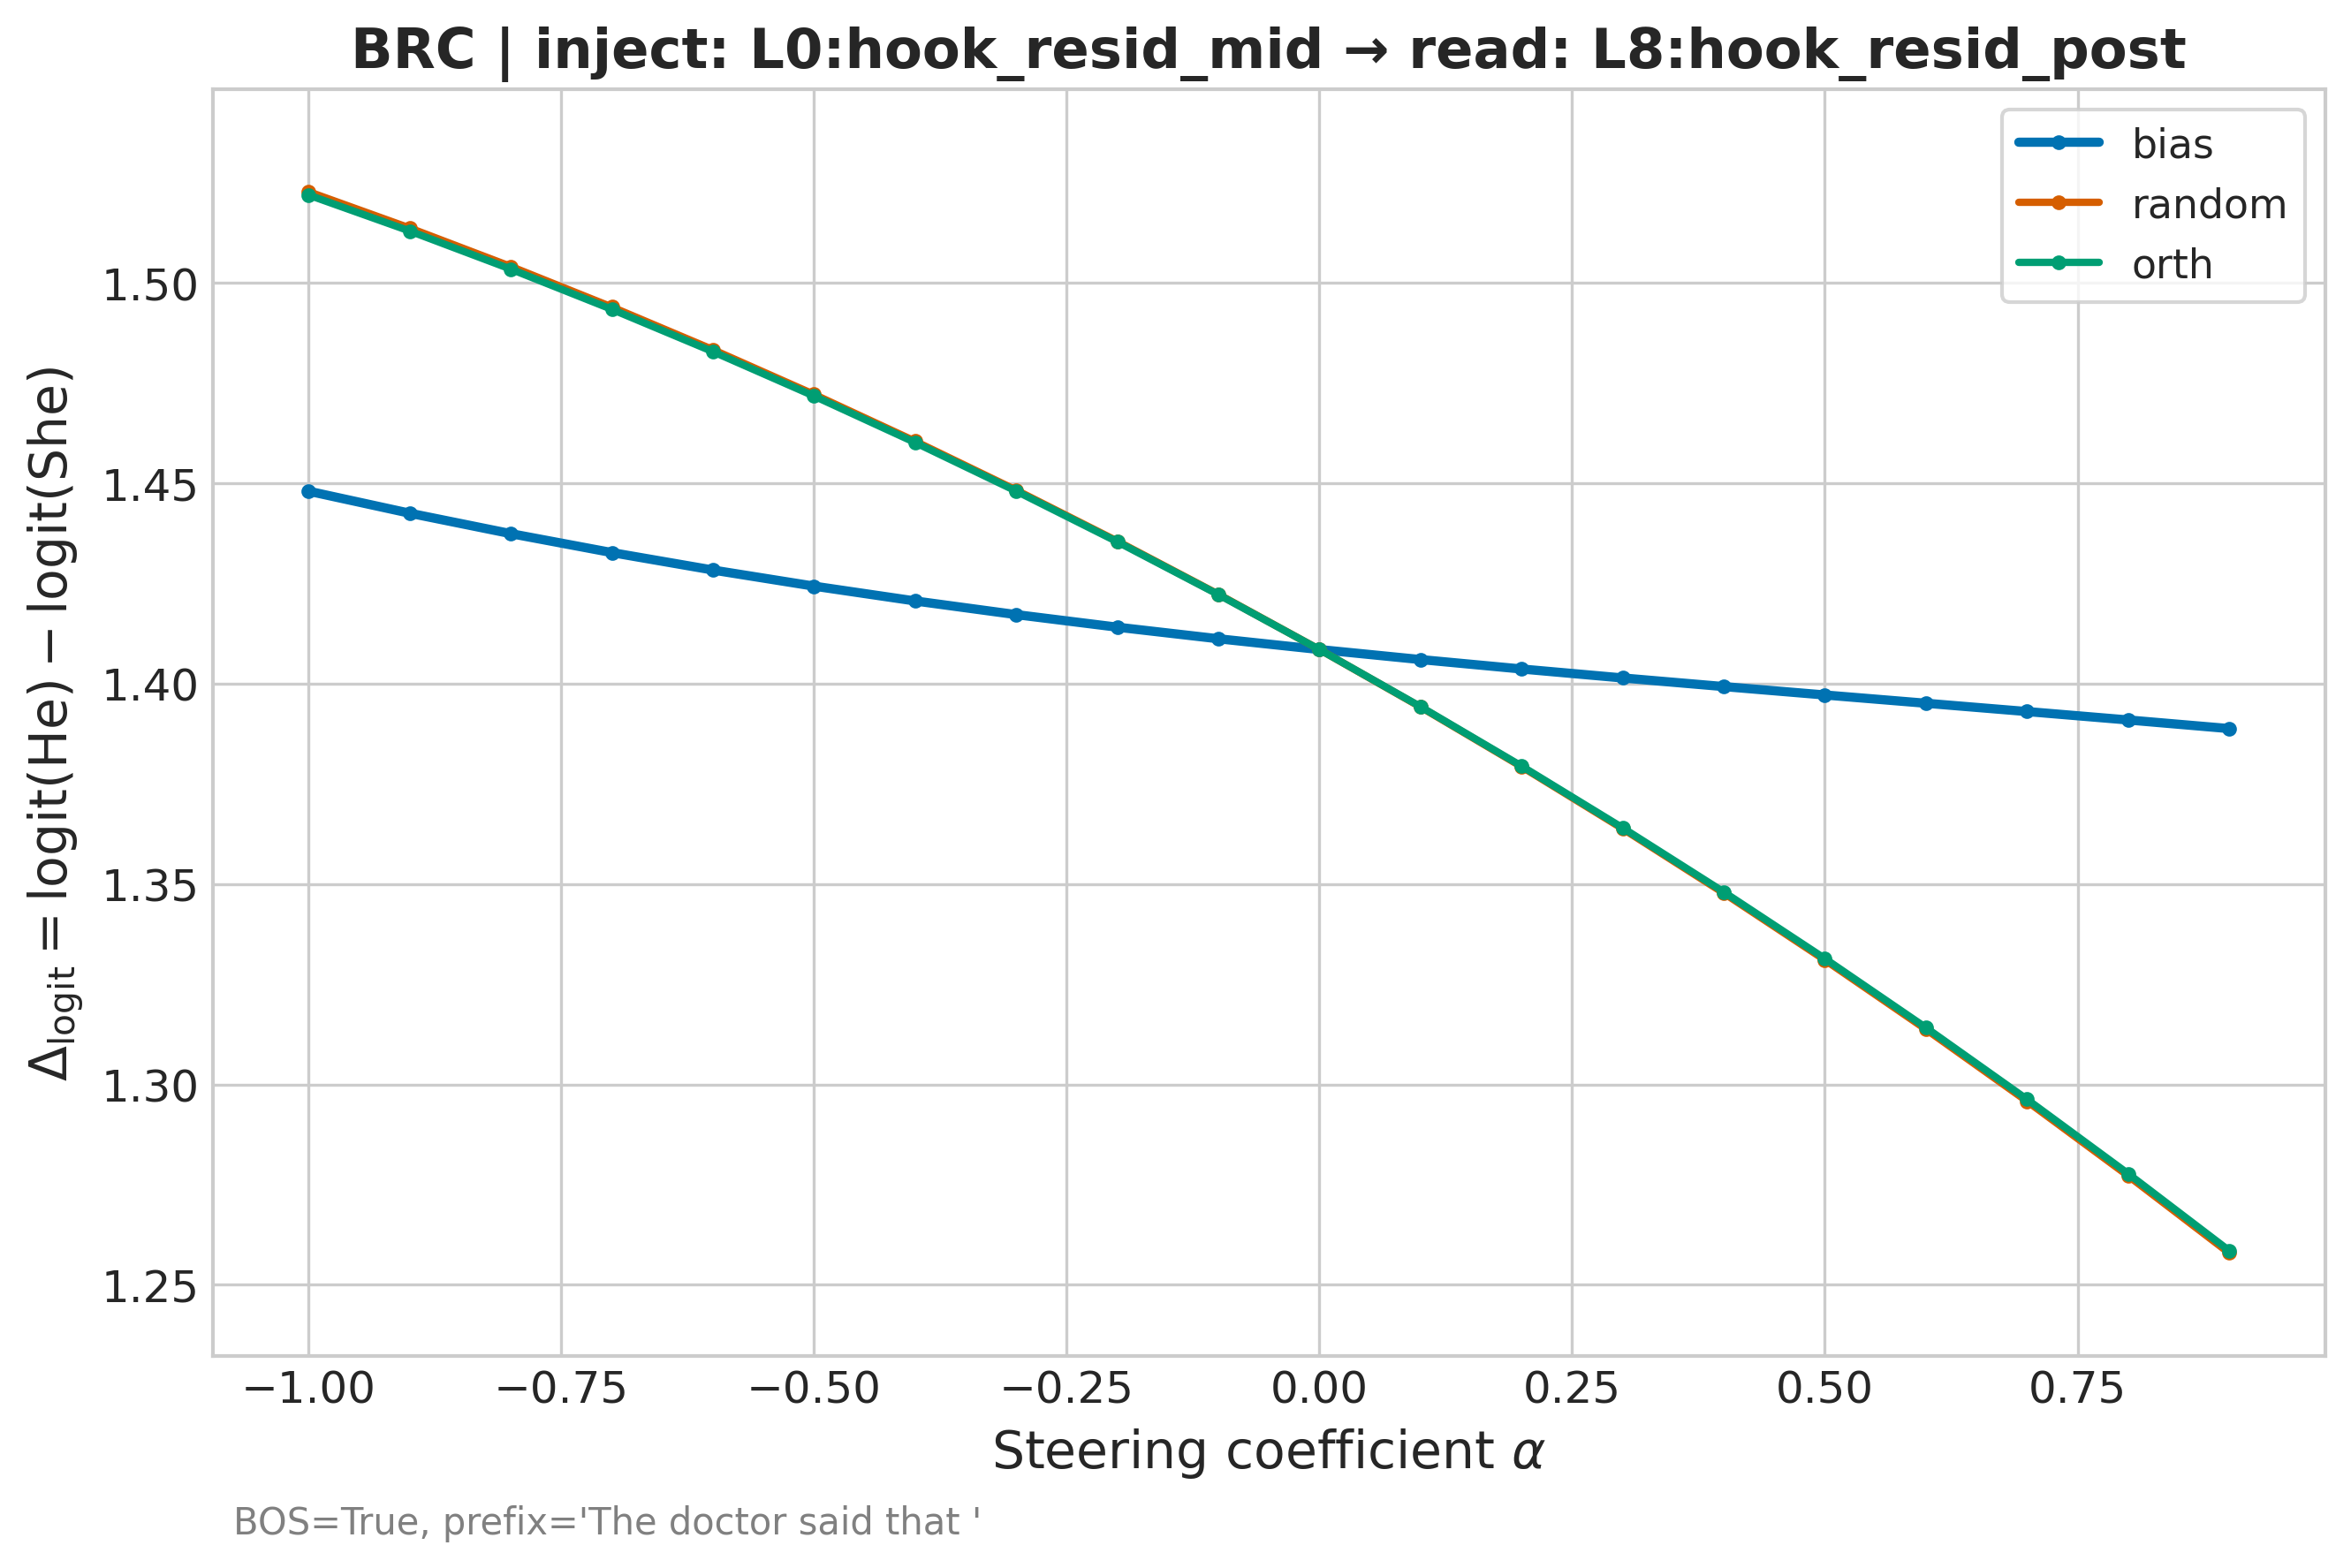 BRC | inject: L0:hook_resid_mid → read: L8:hook_resid_post
bias
random
orth
Δlogit = logit(He) − logit(She)
1.50
1.45
1.40
1.35
1.30
1.25
−1.00 −0.75 −0.50 −0.25 0.00 0.25 0.50 0.75
Steering coefficient α
BOS=True, prefix='The doctor said that '